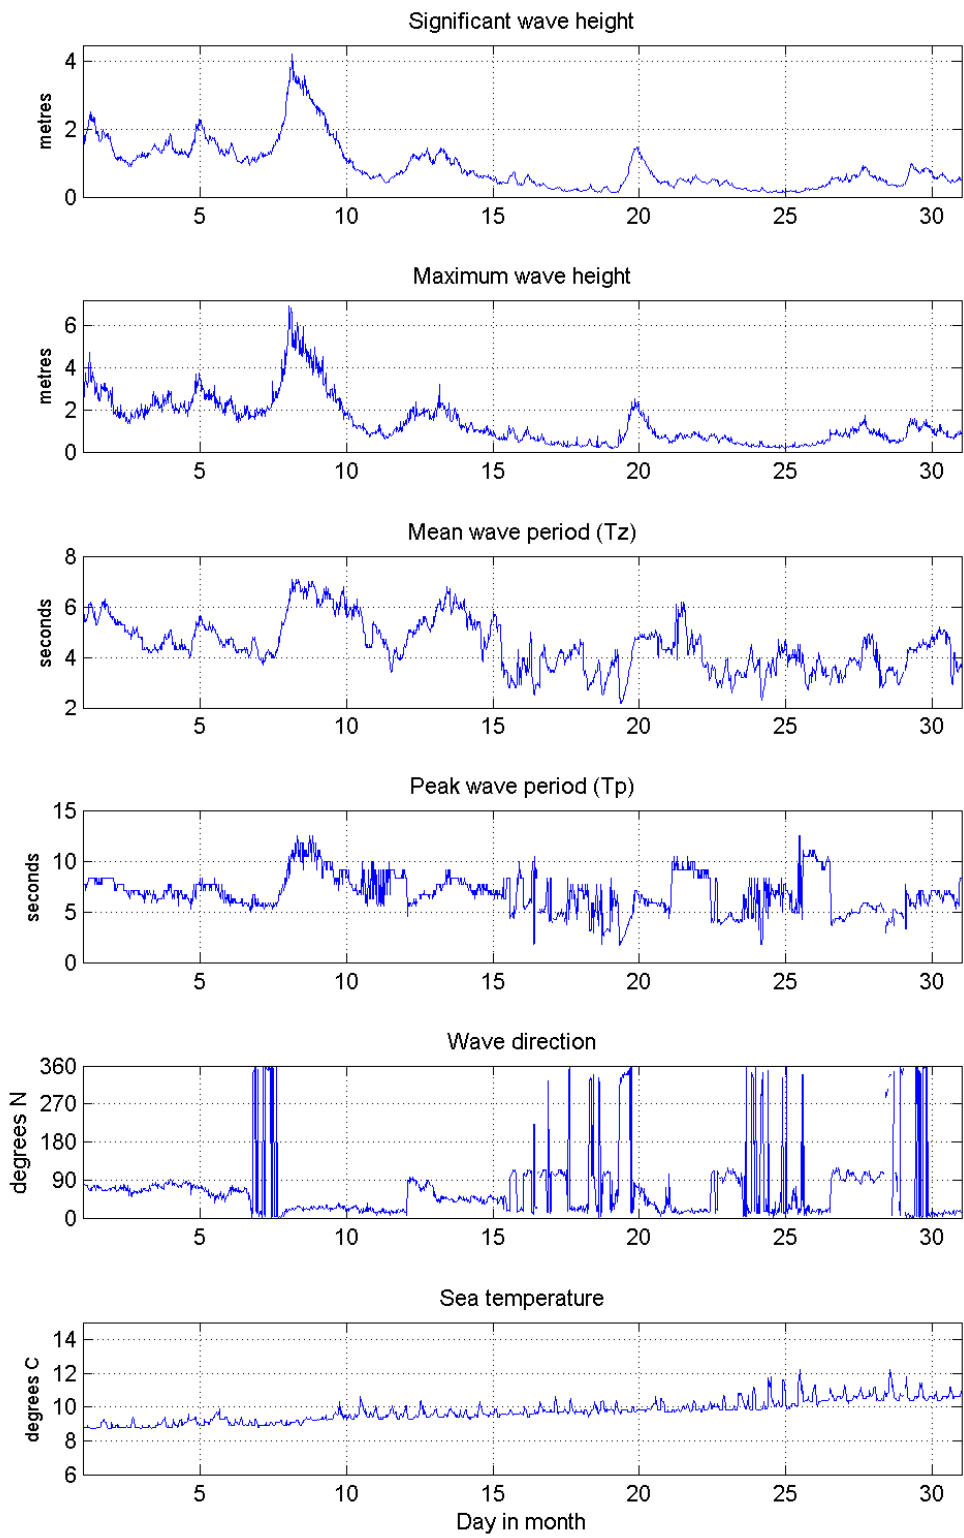 Significant wave height
metres
4
2
0
5 10 15 20 25 30
Maximum wave height
metres
6
4
2
0
5 10 15 20 25 30
Mean wave period (Tz)
seconds
8
6
4
2
5 10 15 20 25 30
Peak wave period (Tp)
seconds
15
10
5
0
5 10 15 20 25 30
Wave direction
degrees N
360
270
180
90
0
5 10 15 20 25 30
Sea temperature
degrees C
14
12
10
8
6
5 10 15 20 25 30
Day in month